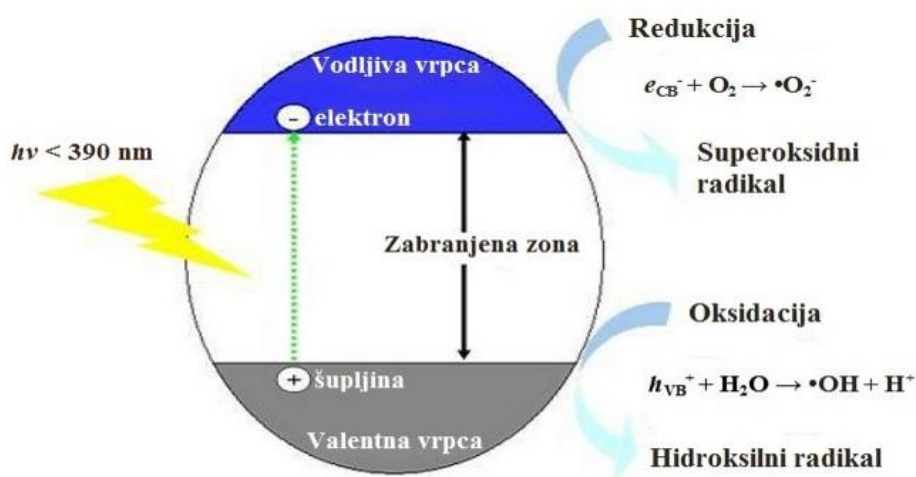 Vodljiva vrpca
- elektron
hv < 390 nm
Zabranjena zona
+ šupljina
Valentna vrpca
Redukcija
e_CB⁻ + O₂ → •O₂⁻
Superoksidni
radikal
Oksidacija
h_VB⁺ + H₂O → •OH + H⁺
Hidroksilni radikal